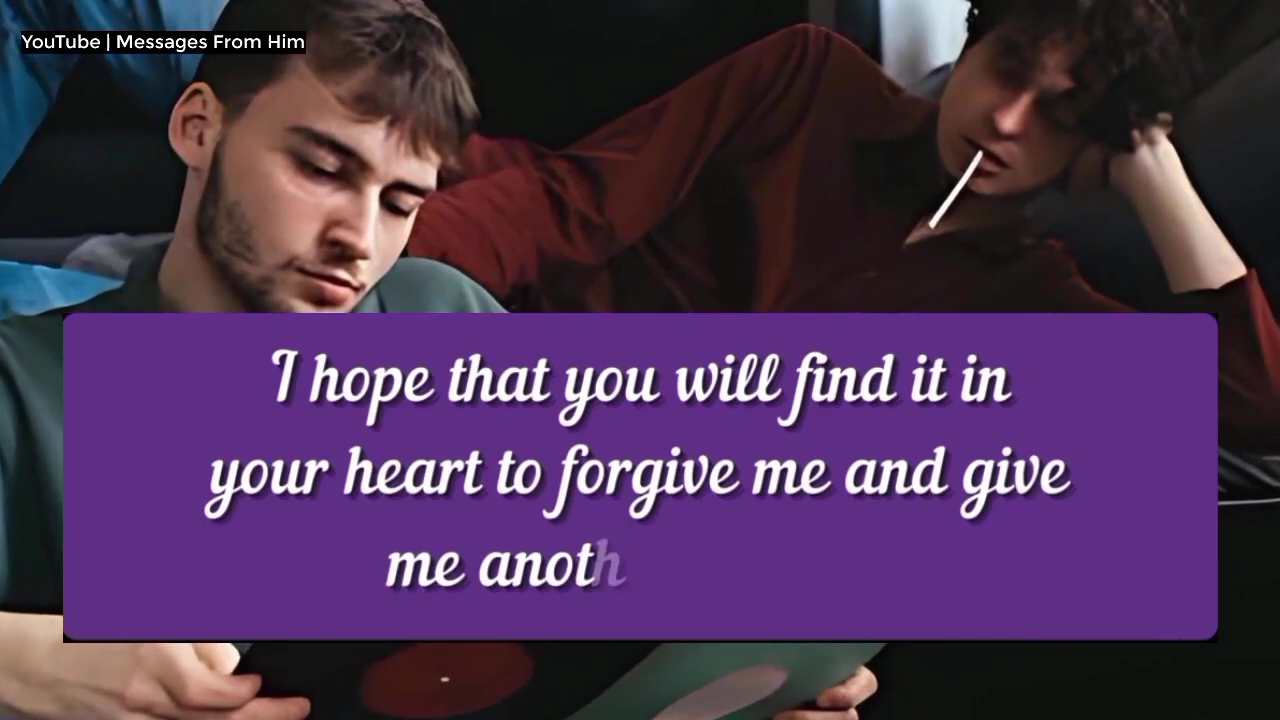 YouTube | Messages From Him
I hope that you will find it in
your heart to forgive me and give
me anoth